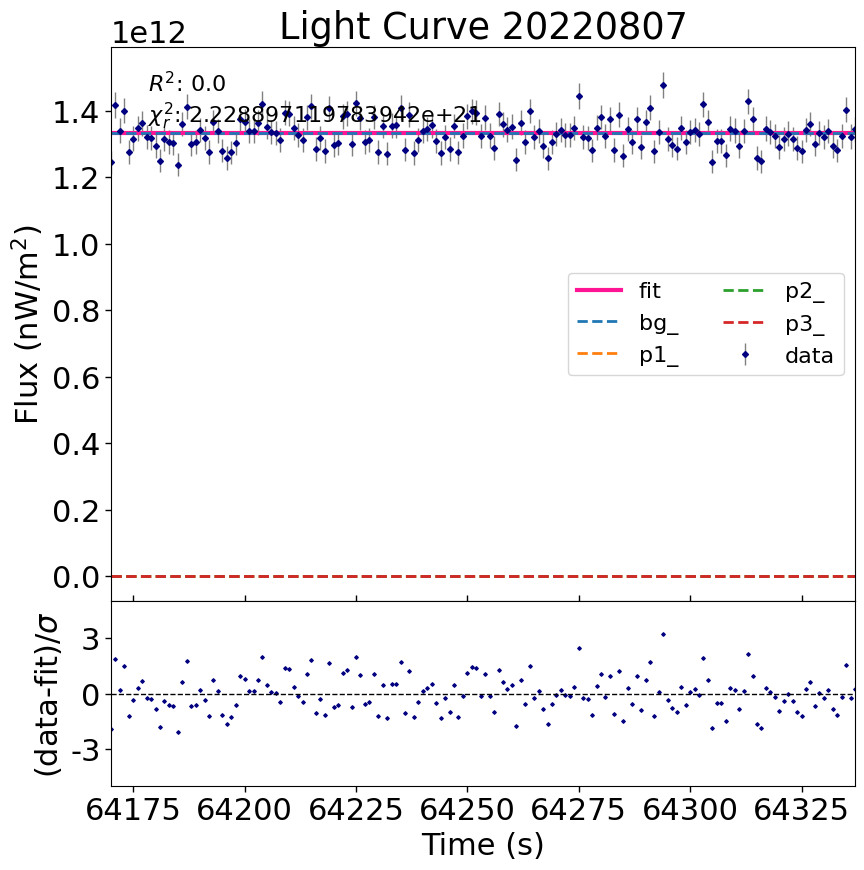 Light Curve 20220807
1e12
R²: 0.0
χ²ᵣ: 2.228897119783942e+21
1.4
1.2
1.0
0.8
0.6
0.4
0.2
0.0
Flux (nW/m²)
fit
bg_
p1_
p2_
p3_
data
3
0
-3
(data-fit)/σ
64175 64200 64225 64250 64275 64300 64325
Time (s)